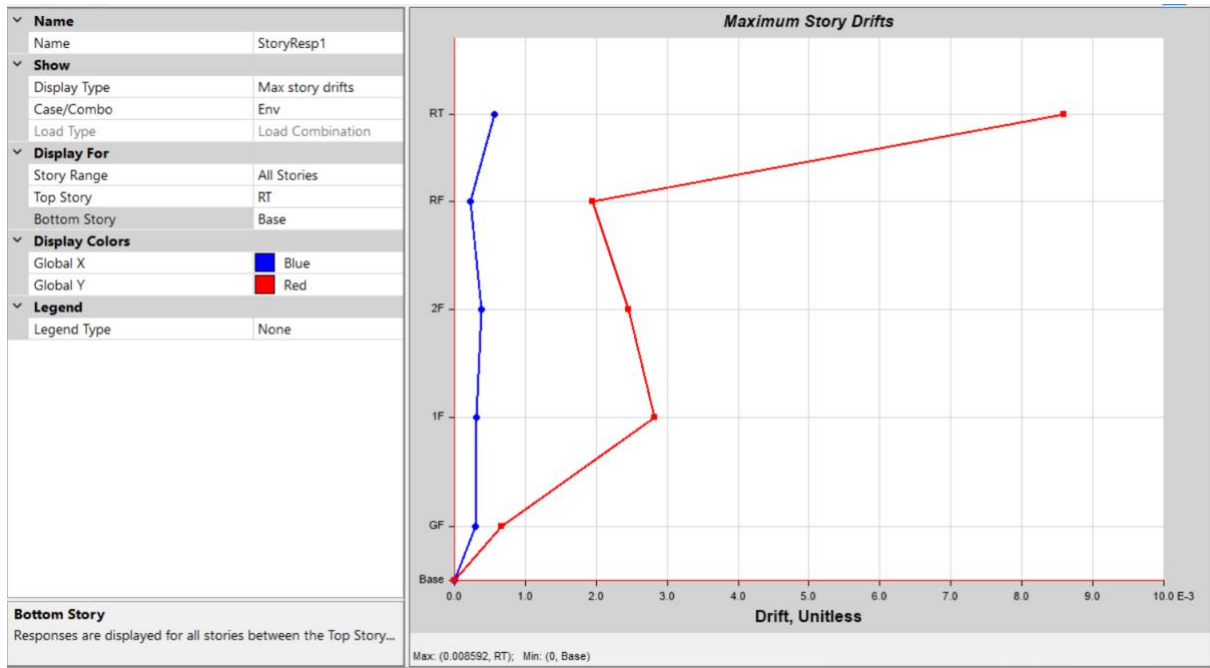 Name
Name StoryResp1
Show
Display Type Max story drifts
Case/Combo Env
Load Type Load Combination
Display For
Story Range All Stories
Top Story RT
Bottom Story Base
Display Colors
Global X Blue
Global Y Red
Legend
Legend Type None
Bottom Story
Responses are displayed for all stories between the Top Story...
Maximum Story Drifts
RT
RF
2F
1F
GF
Base
0.0 1.0 2.0 3.0 4.0 5.0 6.0 7.0 8.0 9.0 10.0 E-3
Drift, Unitless
Max: (0.008592, RT); Min: (0, Base)